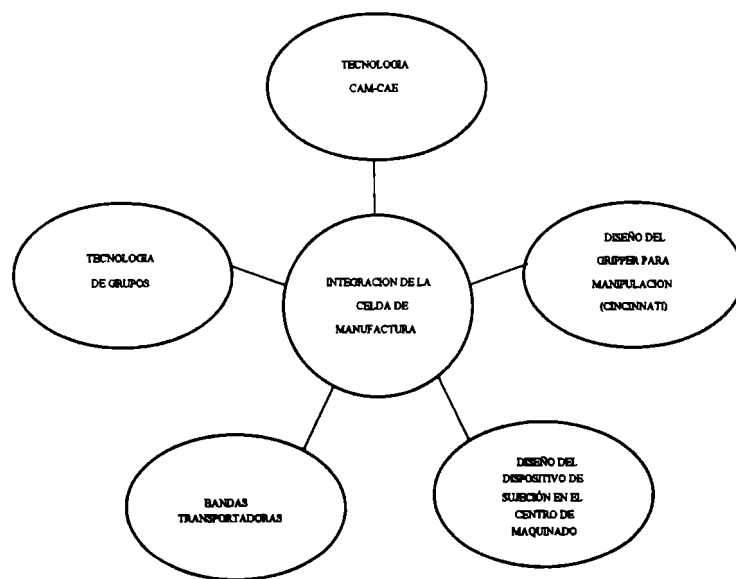 TECNOLOGIA
CAM-CAE
TECNOLOGIA
DE GRUPOS
INTEGRACION DE LA
CELDA DE
MANUFACTURA
DISEÑO DEL
GRIPPER PARA
MANIPULACION
(CINCINNATI)
BANDAS
TRANSPORTADORAS
DISEÑO DEL
DISPOSITIVO DE
SUJECIÓN EN EL
CENTRO DE
MAQUINADO